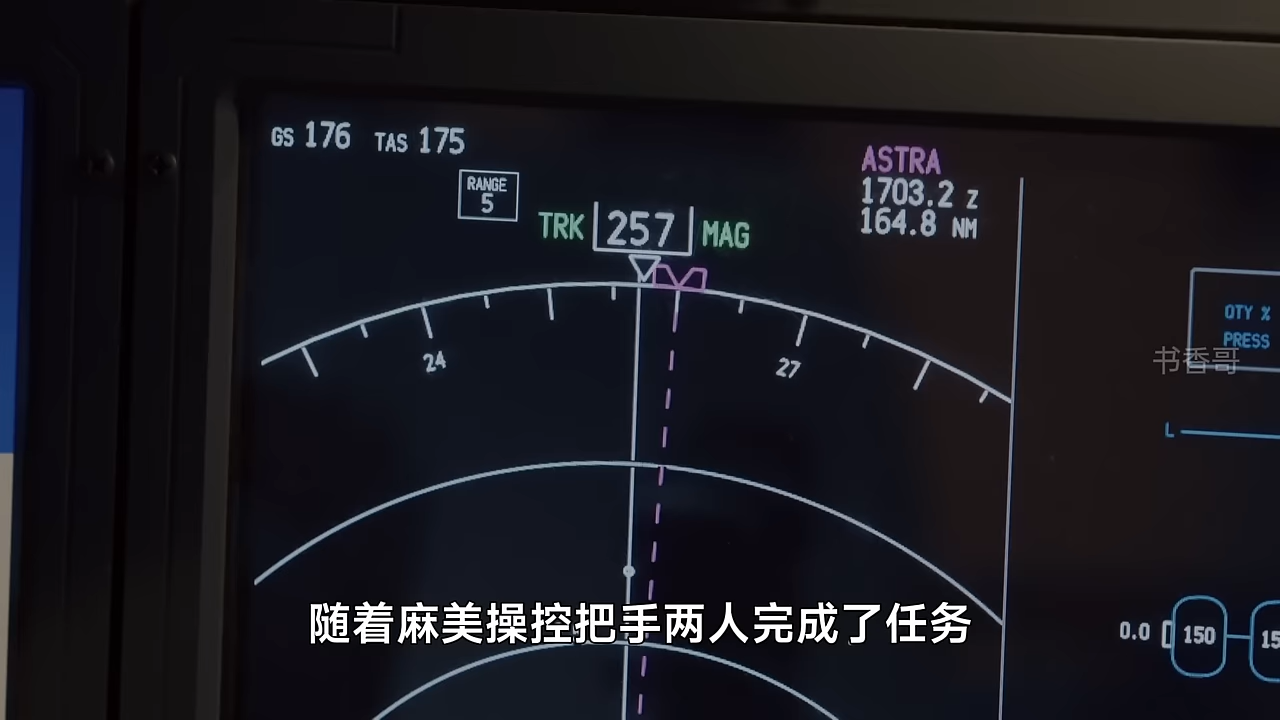 GS 176 TAS 175
RANGE
5
TRK 257 MAG
ASTRA
1703.2 Z
164.8 NM
24
27
QTY %
PRESS
书香哥
L
0.0
150
15
随着麻美操控把手两人完成了任务